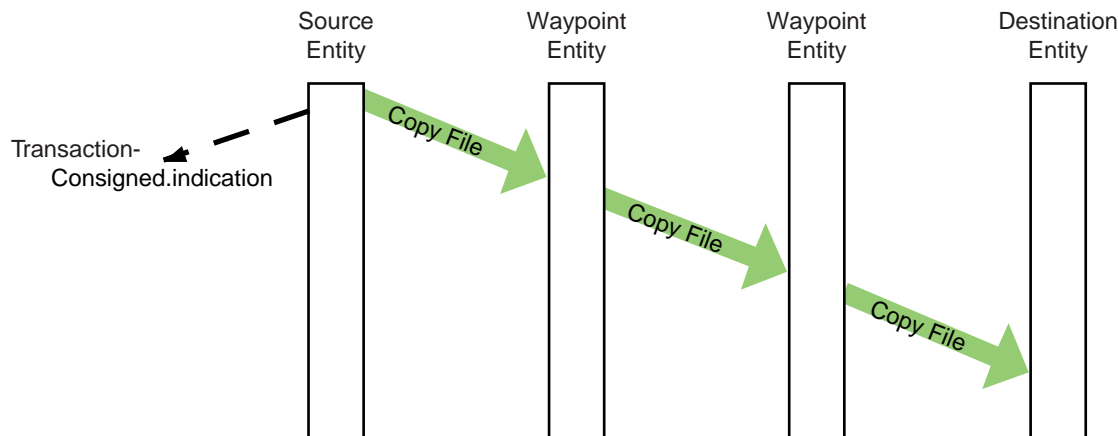 Source
Entity
Waypoint
Entity
Waypoint
Entity
Destination
Entity
Copy File
Transaction-
Consigned.indication
Copy File
Copy File